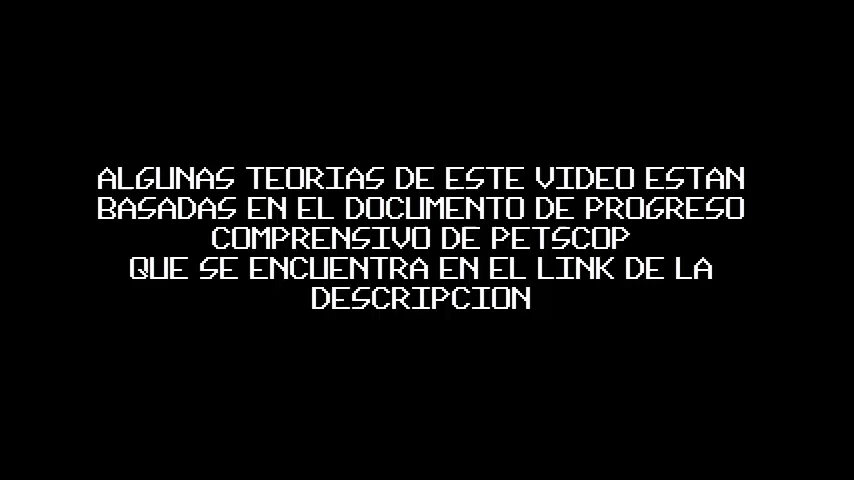 ALGUNAS TEORIAS DE ESTE VIDEO ESTAN
BASADAS EN EL DOCUMENTO DE PROGRESO
COMPRENSIVO DE PETSCOP
QUE SE ENCUENTRA EN EL LINK DE LA
DESCRIPCION